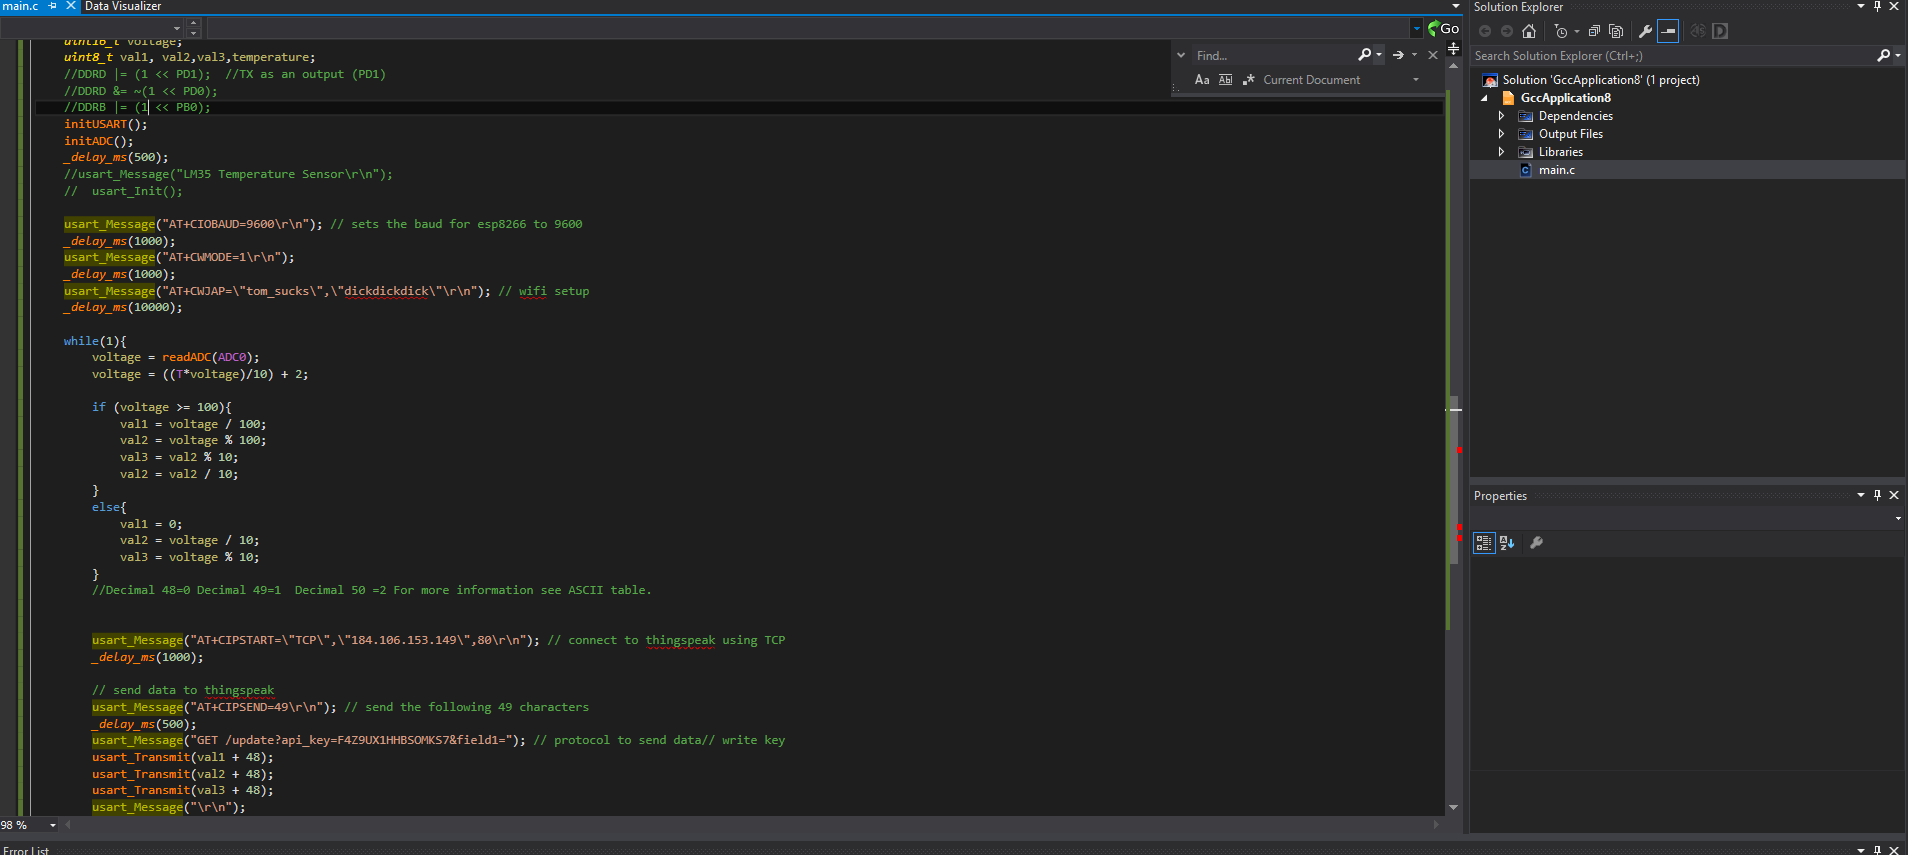 main.c
Data Visualizer
Go
uint16_t voltage;
uint8_t val1, val2,val3,temperature;
//DDRD |= (1 << PD1);  //TX as an output (PD1)
//DDRD &= ~(1 << PD0);
//DDRB |= (1 << PB0);
initUSART();
initADC();
_delay_ms(500);
//usart_Message("LM35 Temperature Sensor\r\n");
//  usart_Init();
usart_Message("AT+CIOBAUD=9600\r\n"); // sets the baud for esp8266 to 9600
_delay_ms(1000);
usart_Message("AT+CWMODE=1\r\n");
_delay_ms(1000);
usart_Message("AT+CWJAP=\"tom_sucks\",\"dickdickdick\"\r\n"); // wifi setup
_delay_ms(10000);
while(1){
voltage = readADC(ADC0);
voltage = ((T*voltage)/10) + 2;
if (voltage >= 100){
val1 = voltage / 100;
val2 = voltage % 100;
val3 = val2 % 10;
val2 = val2 / 10;
}
else{
val1 = 0;
val2 = voltage / 10;
val3 = voltage % 10;
}
//Decimal 48=0 Decimal 49=1  Decimal 50 =2 For more information see ASCII table.
usart_Message("AT+CIPSTART=\"TCP\",\"184.106.153.149\",80\r\n"); // connect to thingspeak using TCP
_delay_ms(1000);
// send data to thingspeak
usart_Message("AT+CIPSEND=49\r\n"); // send the following 49 characters
_delay_ms(500);
usart_Message("GET /update?api_key=F4Z9UX1HHBSOMKS7&field1="); // protocol to send data// write key
usart_Transmit(val1 + 48);
usart_Transmit(val2 + 48);
usart_Transmit(val3 + 48);
usart_Message("\r\n");
98 %
Error List
Find...
Aa Ab .* Current Document
Solution Explorer
Search Solution Explorer (Ctrl+;)
Solution 'GccApplication8' (1 project)
GccApplication8
Dependencies
Output Files
Libraries
main.c
Properties